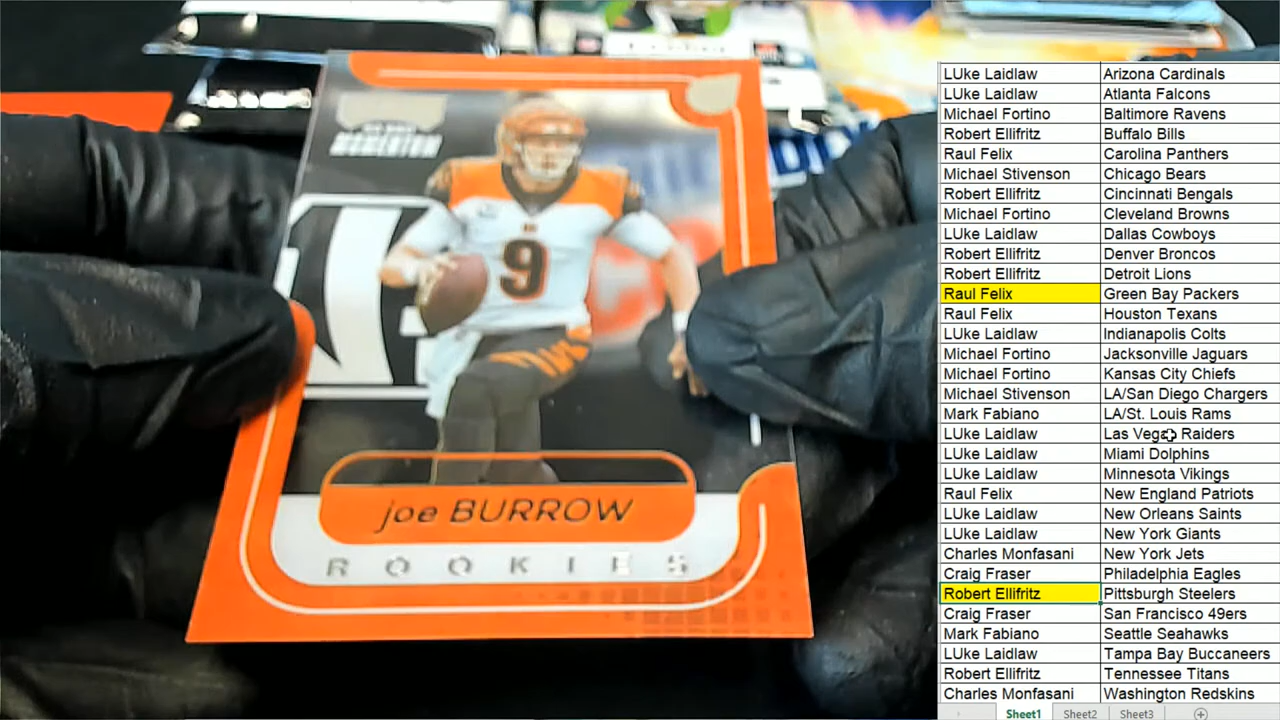 MOMENTUM
9
joe BURROW
ROOKIES
LUke Laidlaw Arizona Cardinals
LUke Laidlaw Atlanta Falcons
Michael Fortino Baltimore Ravens
Robert Ellifritz Buffalo Bills
Raul Felix Carolina Panthers
Michael Stivenson Chicago Bears
Robert Ellifritz Cincinnati Bengals
Michael Fortino Cleveland Browns
LUke Laidlaw Dallas Cowboys
Robert Ellifritz Denver Broncos
Robert Ellifritz Detroit Lions
Raul Felix Green Bay Packers
Raul Felix Houston Texans
LUke Laidlaw Indianapolis Colts
Michael Fortino Jacksonville Jaguars
Michael Fortino Kansas City Chiefs
Michael Stivenson LA/San Diego Chargers
Mark Fabiano LA/St. Louis Rams
LUke Laidlaw Las Vegas Raiders
LUke Laidlaw Miami Dolphins
LUke Laidlaw Minnesota Vikings
Raul Felix New England Patriots
LUke Laidlaw New Orleans Saints
LUke Laidlaw New York Giants
Charles Monfasani New York Jets
Craig Fraser Philadelphia Eagles
Robert Ellifritz Pittsburgh Steelers
Craig Fraser San Francisco 49ers
Mark Fabiano Seattle Seahawks
LUke Laidlaw Tampa Bay Buccaneers
Robert Ellifritz Tennessee Titans
Charles Monfasani Washington Redskins
Sheet1 Sheet2 Sheet3